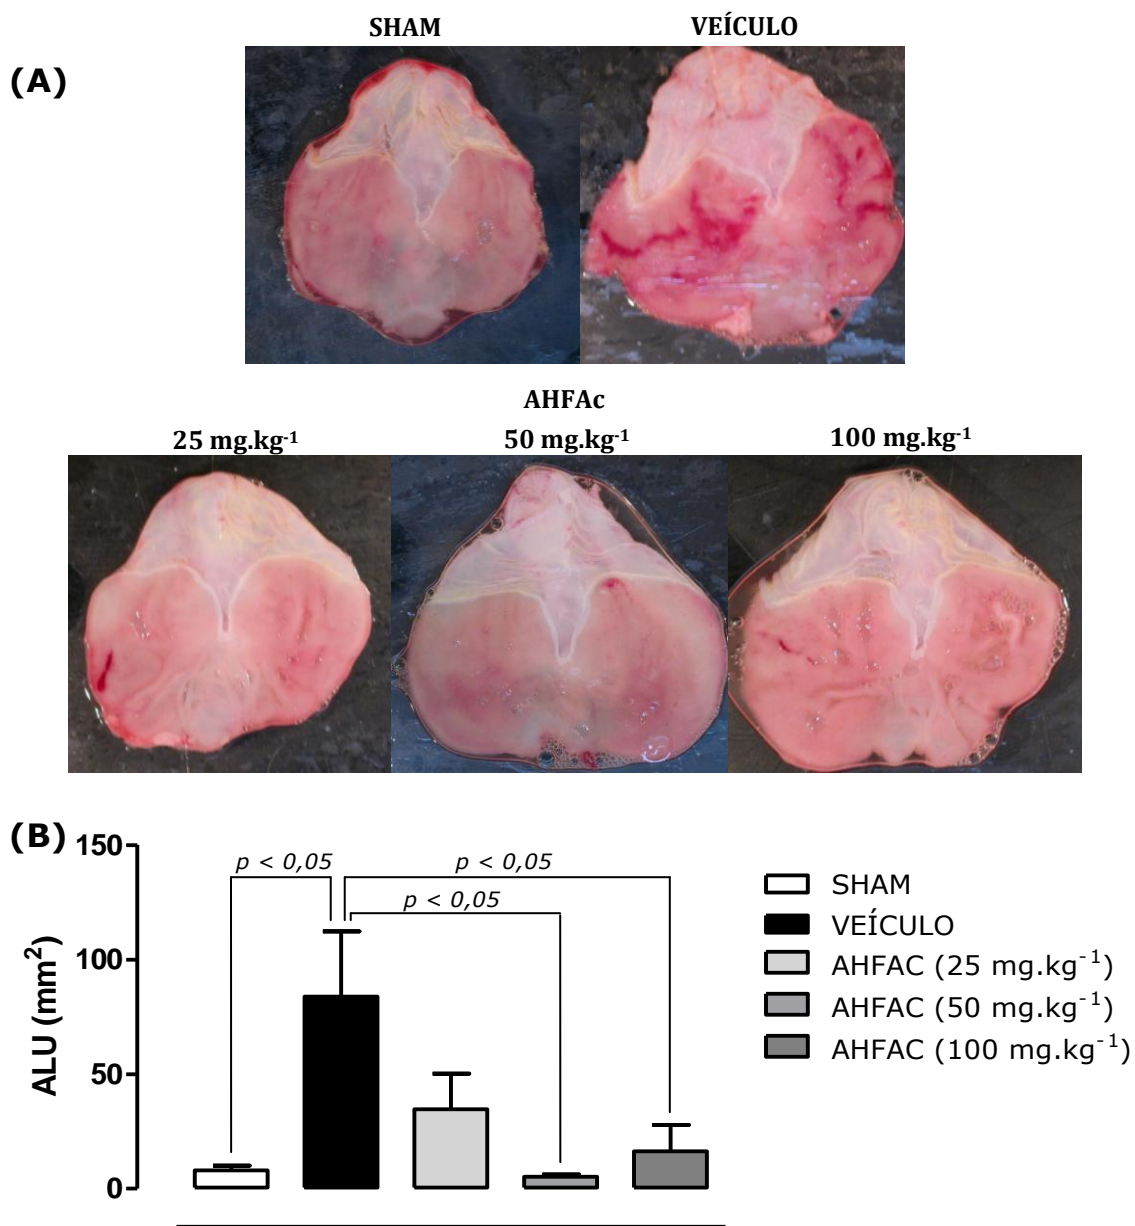 SHAM VEÍCULO
(A)
AHFAc
25 mg.kg⁻¹ 50 mg.kg⁻¹ 100 mg.kg⁻¹
(B)
150
100
50
0
ALU (mm²)
p < 0,05 p < 0,05
p < 0,05
SHAM
VEÍCULO
AHFAC (25 mg.kg⁻¹)
AHFAC (50 mg.kg⁻¹)
AHFAC (100 mg.kg⁻¹)